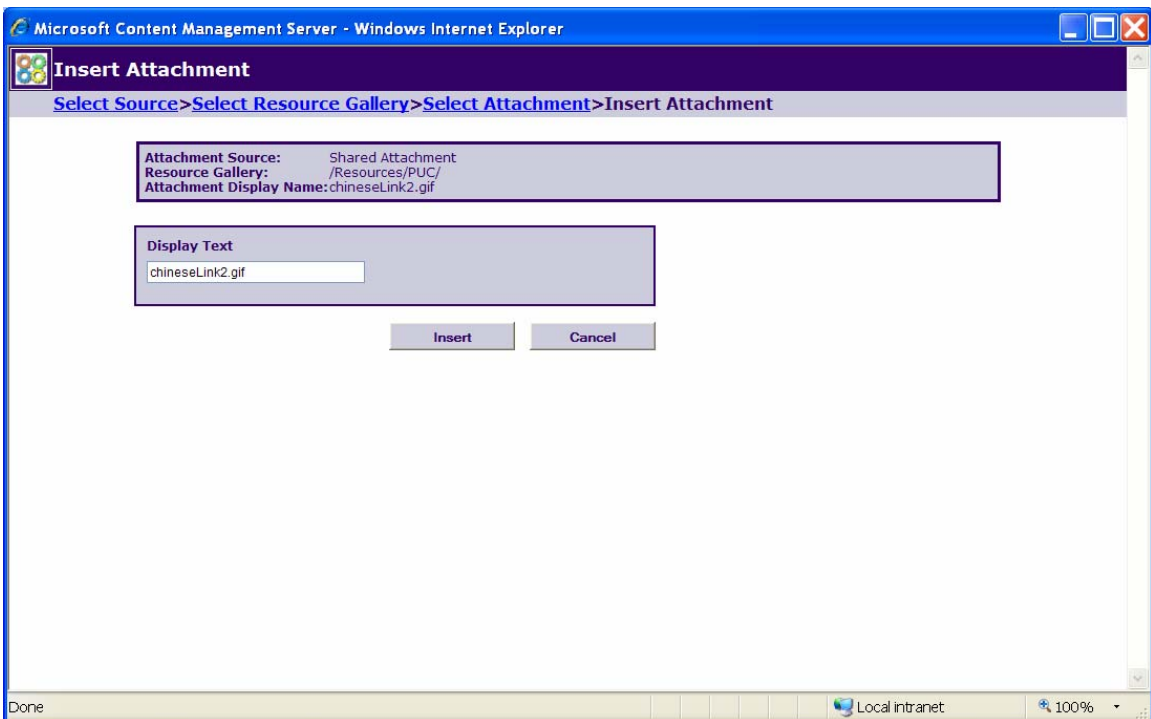 Microsoft Content Management Server - Windows Internet Explorer
Insert Attachment
Select Source>Select Resource Gallery>Select Attachment>Insert Attachment
Attachment Source: Shared Attachment
Resource Gallery: /Resources/PUC/
Attachment Display Name: chineseLink2.gif
Display Text
chineseLink2.gif
Insert Cancel
Done Local intranet 100%